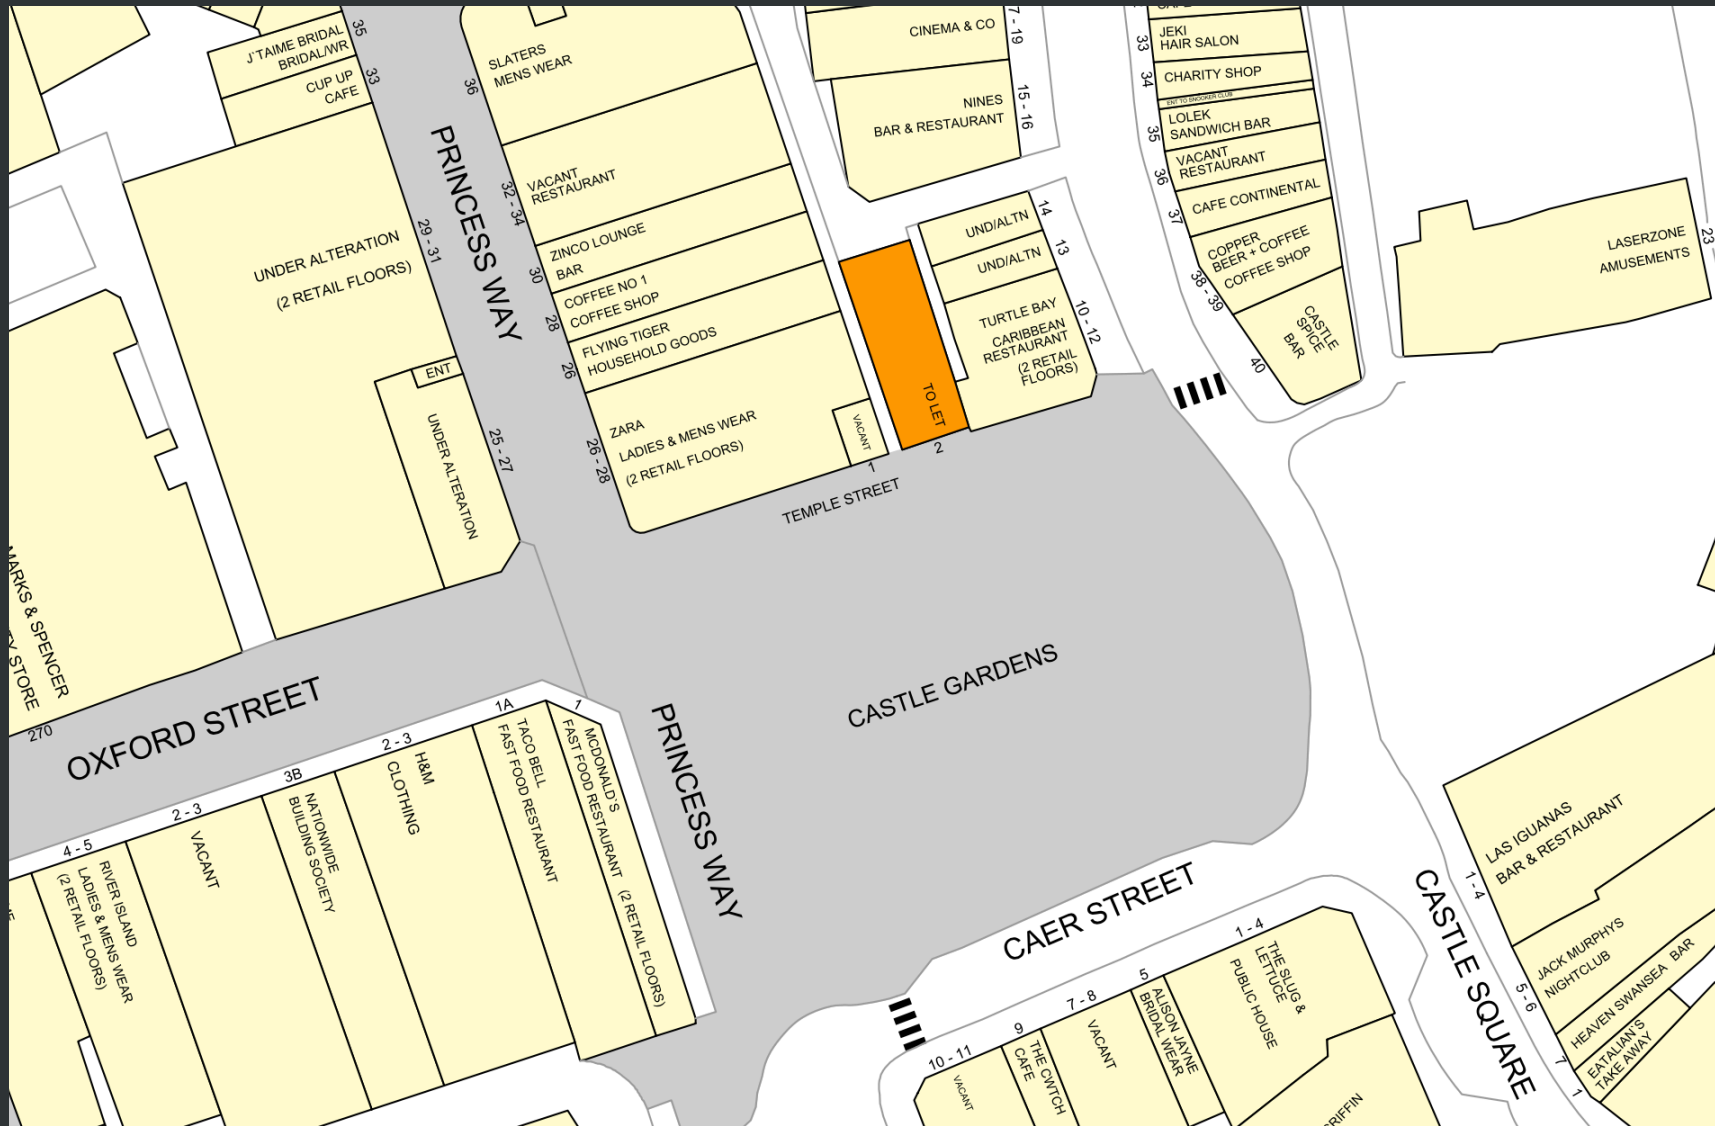 35
J'TAIME BRIDAL
BRIDAL/WR
33
CUP UP
CAFE
36
SLATERS
MENS WEAR
PRINCESS WAY
CINEMA & CO
7 - 19
NINES
BAR & RESTAURANT
15 - 16
33
JEKI
HAIR SALON
34
CHARITY SHOP
ENT TO SNOOKER CLUB
35
LOLEK
SANDWICH BAR
36
VACANT
RESTAURANT
37
CAFE CONTINENTAL
38 - 39
COPPER
BEER + COFFEE
COFFEE SHOP
40
CASTLE
SPICE
BAR
LASERZONE
AMUSEMENTS
23
32 - 34
VACANT
RESTAURANT
30
ZINCO LOUNGE
BAR
28
COFFEE NO 1
COFFEE SHOP
26
FLYING TIGER
HOUSEHOLD GOODS
26 - 28
ZARA
LADIES & MENS WEAR
(2 RETAIL FLOORS)
VACANT
1
TO LET
2
TEMPLE STREET
14
UND/ALTN
13
UND/ALTN
10 - 12
TURTLE BAY
CARIBBEAN
RESTAURANT
(2 RETAIL
FLOORS)
29 - 31
UNDER ALTERATION
(2 RETAIL FLOORS)
ENT
25 - 27
UNDER ALTERATION
MARKS & SPENCER
TY STORE
270
OXFORD STREET
CASTLE GARDENS
PRINCESS WAY
1A
TACO BELL
FAST FOOD RESTAURANT
1
MCDONALD'S
FAST FOOD RESTAURANT
(2 RETAIL FLOORS)
2 - 3
H&M
CLOTHING
3B
NATIONWIDE
BUILDING SOCIETY
2 - 3
VACANT
4 - 5
RIVER ISLAND
LADIES & MENS WEAR
(2 RETAIL FLOORS)
CAER STREET
CASTLE SQUARE
1 - 4
THE SLUG &
LETTUCE
PUBLIC HOUSE
5
ALISON JAYNE
BRIDAL WEAR
7 - 8
VACANT
9
THE CWTCH
CAFE
10 - 11
VACANT
RIFFIN
1 - 4
LAS IGUANAS
BAR & RESTAURANT
5 - 6
JACK MURPHYS
NIGHTCLUB
7
HEAVEN SWANSEA BAR
1
EATALIAN'S
TAKE AWAY